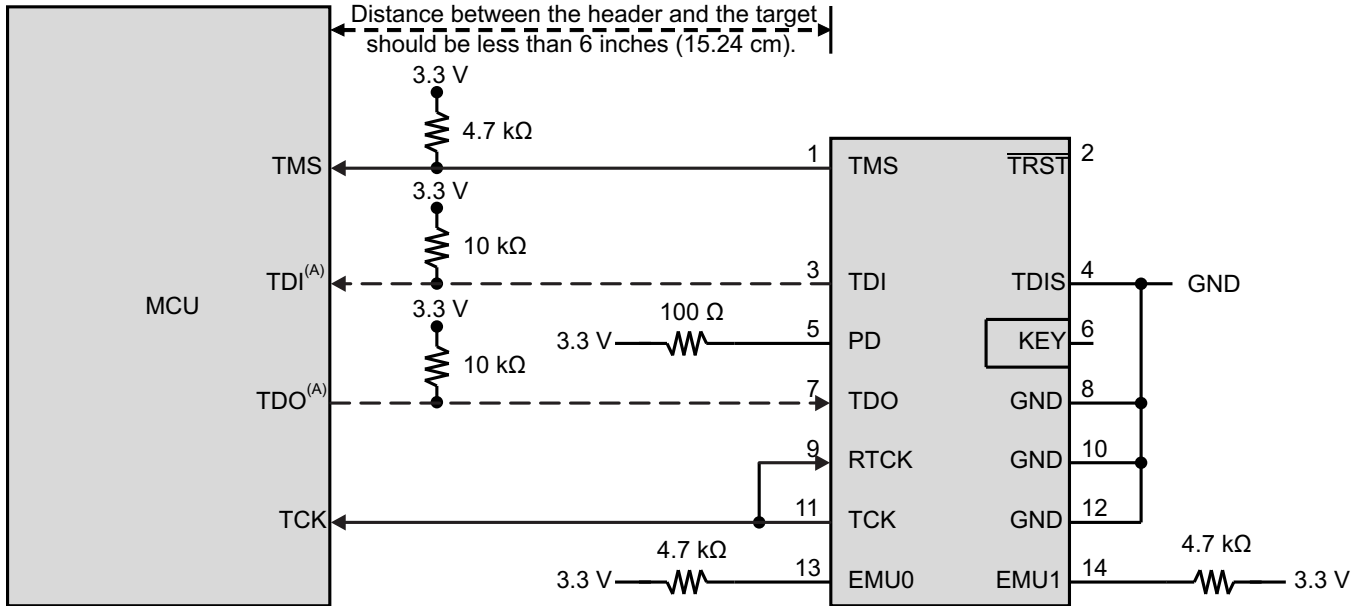 Distance between the header and the target
should be less than 6 inches (15.24 cm).
3.3 V
4.7 kΩ
1
2
TMS
TMS
TRST
3.3 V
10 kΩ
3
4
TDI(A)
TDI
TDIS
GND
MCU
3.3 V
100 Ω
5
6
3.3 V
PD
KEY
10 kΩ
7
8
TDO(A)
TDO
GND
9
10
RTCK
GND
11
12
TCK
TCK
GND
4.7 kΩ
4.7 kΩ
13
14
3.3 V
EMU0
EMU1
3.3 V